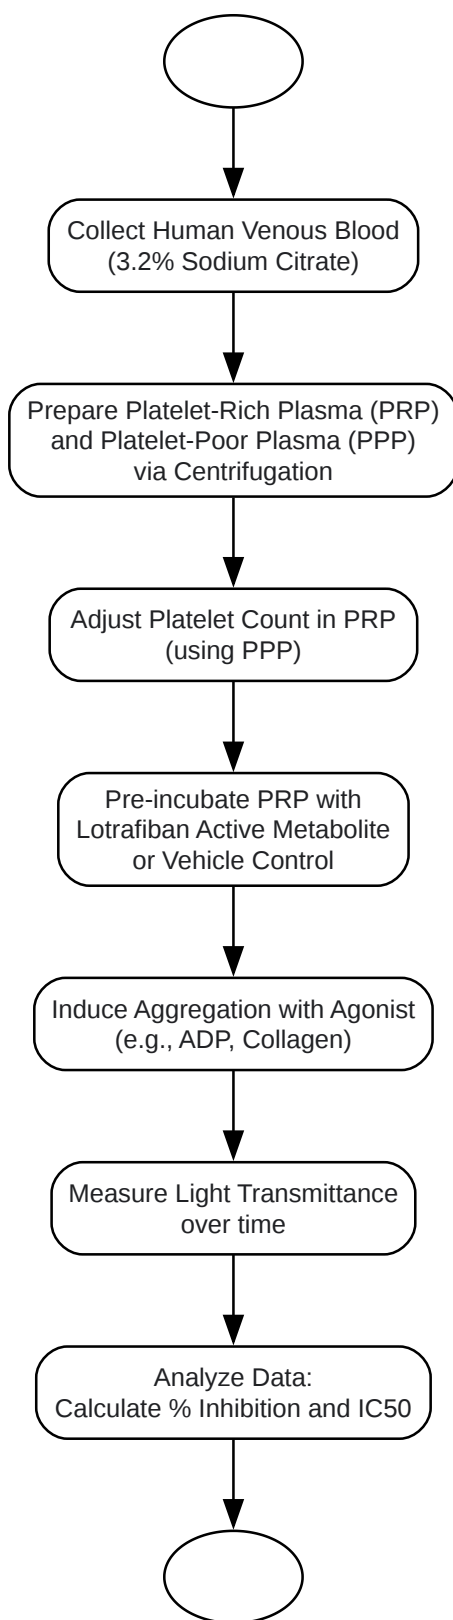 Collect Human Venous Blood
(3.2% Sodium Citrate)
Prepare Platelet-Rich Plasma (PRP)
and Platelet-Poor Plasma (PPP)
via Centrifugation
Adjust Platelet Count in PRP
(using PPP)
Pre-incubate PRP with
Lotrafiban Active Metabolite
or Vehicle Control
Induce Aggregation with Agonist
(e.g., ADP, Collagen)
Measure Light Transmittance
over time
Analyze Data:
Calculate % Inhibition and IC50